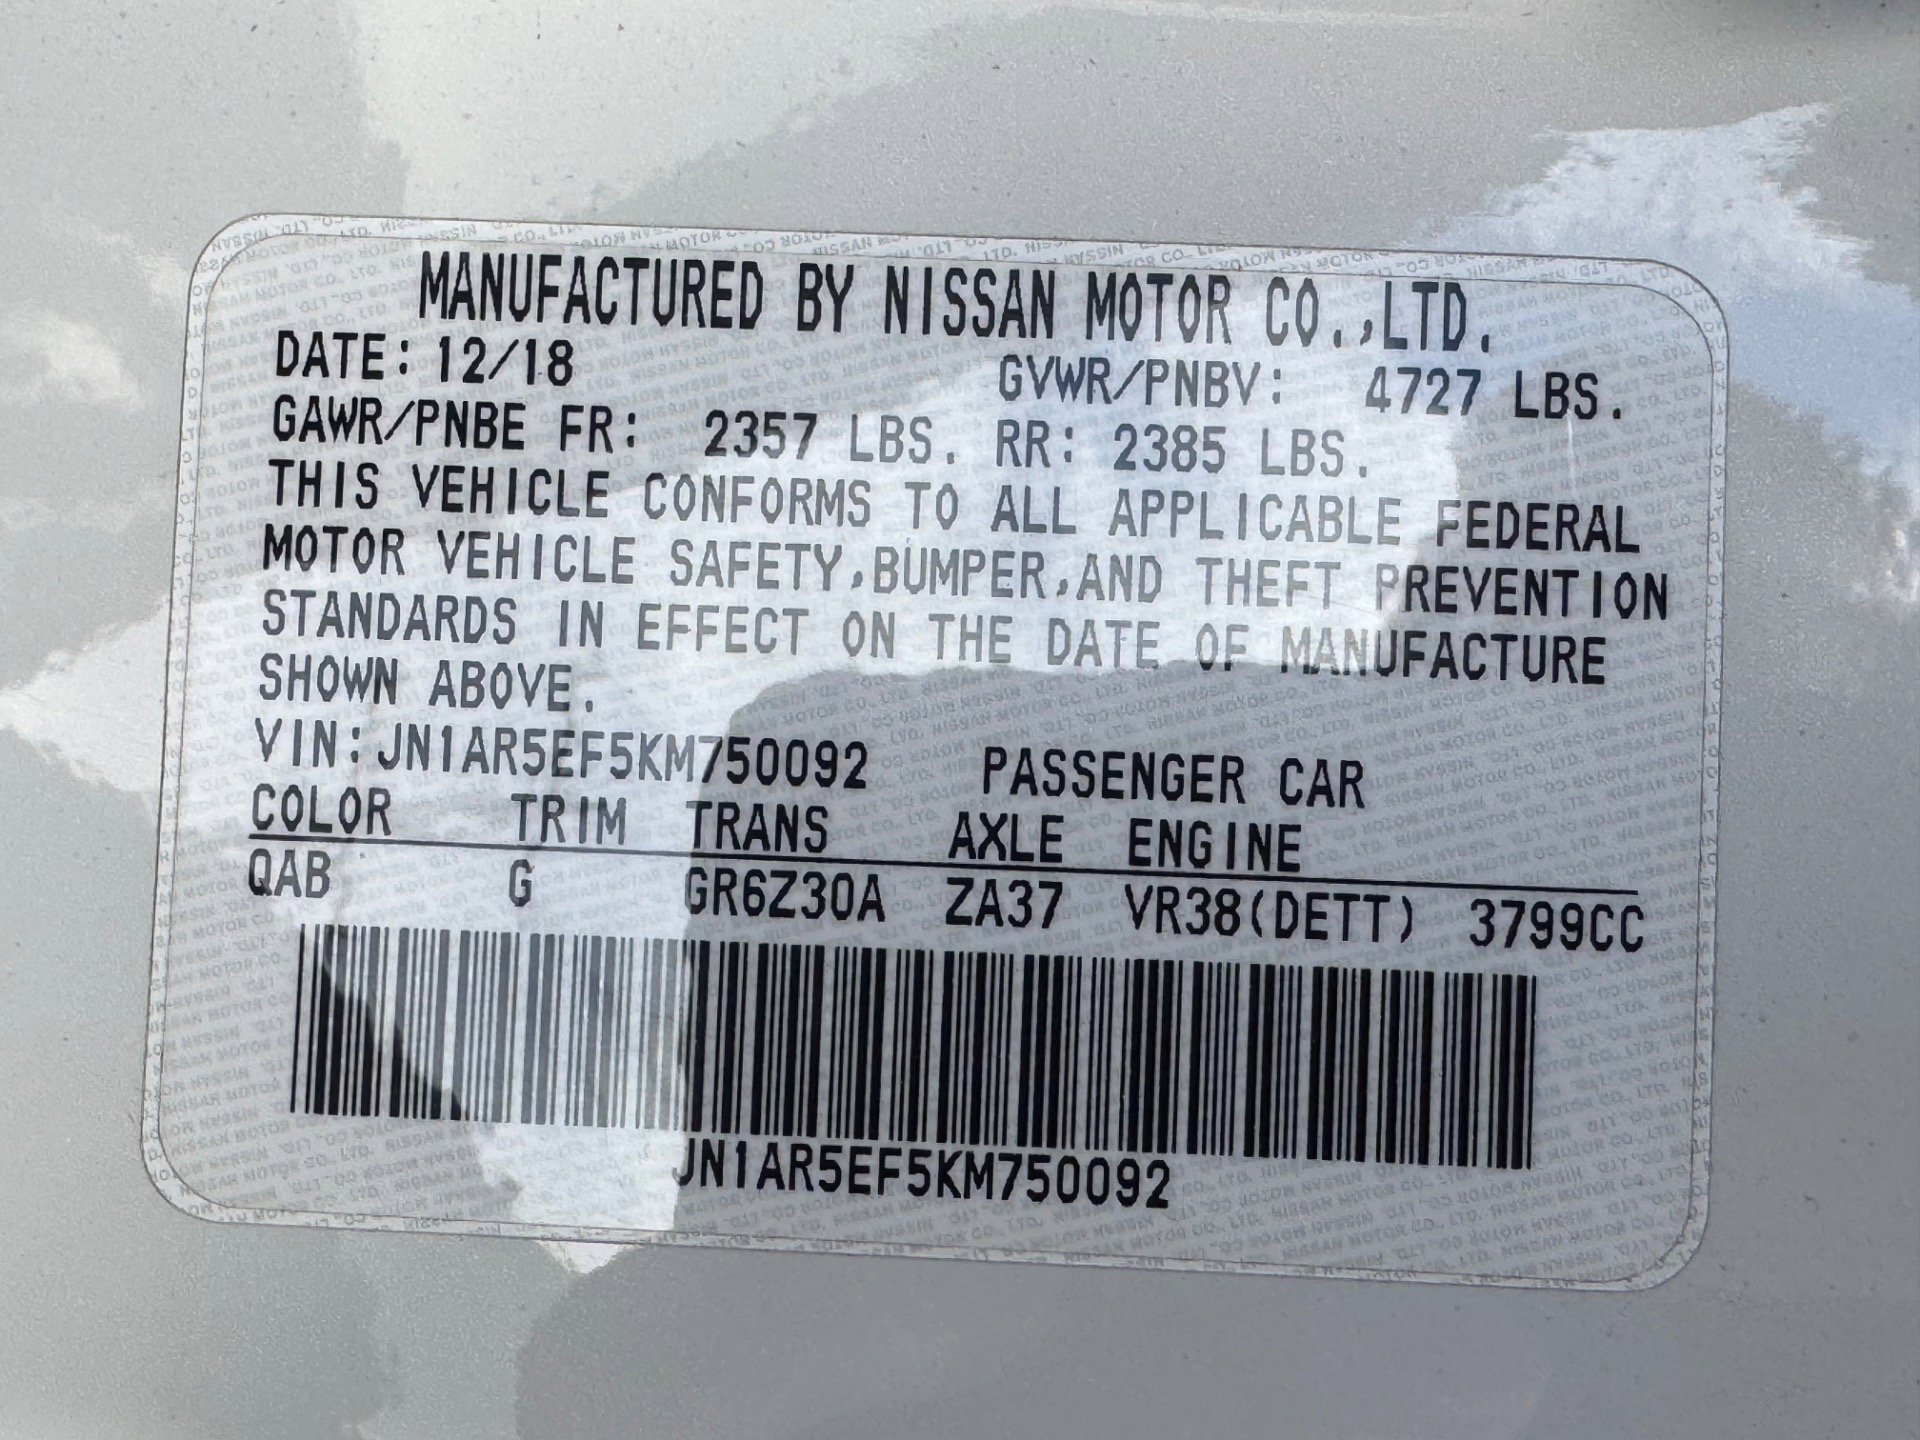 MANUFACTURED BY NISSAN MOTOR CO.,LTD.
DATE: 12/18 GVWR/PNBV: 4727 LBS.
GAWR/PNBE FR: 2357 LBS. RR: 2385 LBS.
THIS VEHICLE CONFORMS TO ALL APPLICABLE FEDERAL
MOTOR VEHICLE SAFETY,BUMPER,AND THEFT PREVENTION
STANDARDS IN EFFECT ON THE DATE OF MANUFACTURE
SHOWN ABOVE.
VIN:JN1AR5EF5KM750092 PASSENGER CAR
COLOR TRIM TRANS AXLE ENGINE
QAB G GR6Z30A ZA37 VR38(DETT) 3799CC
JN1AR5EF5KM750092